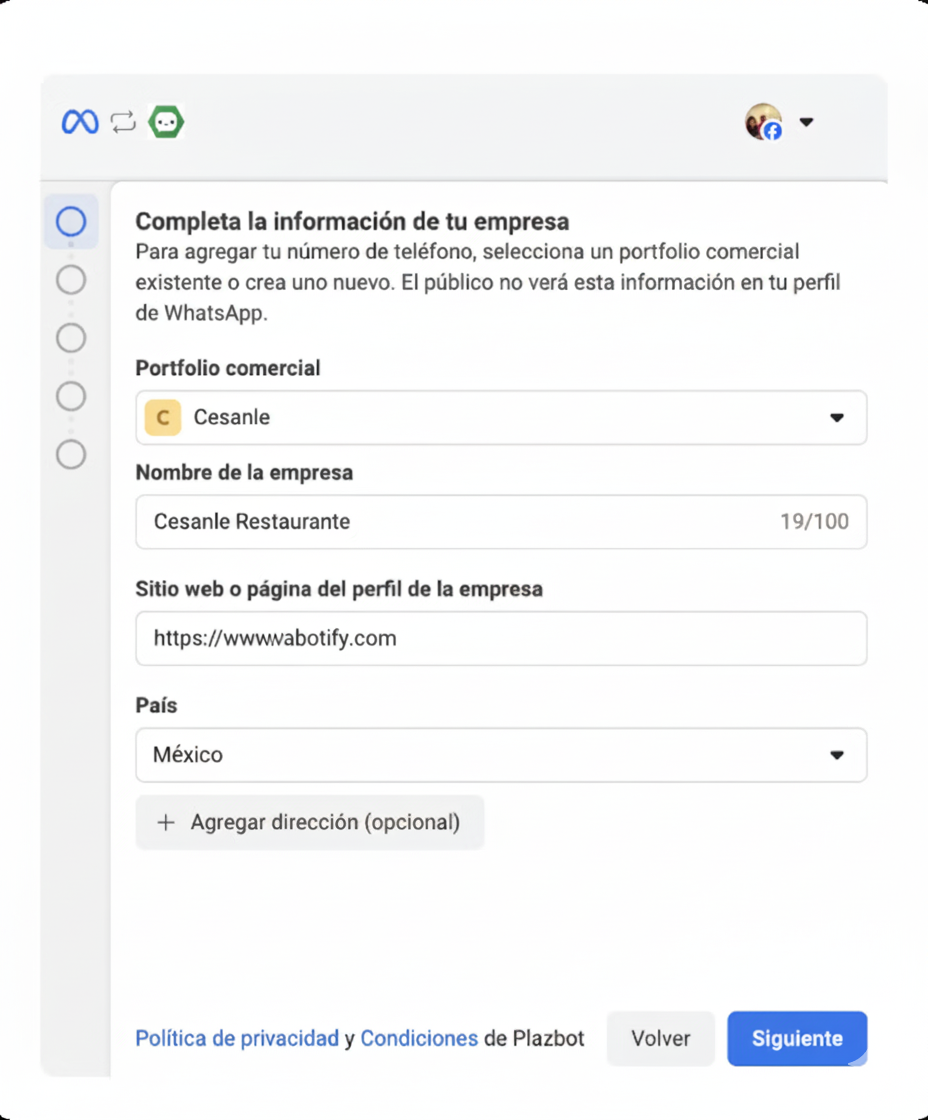 Completa la información de tu empresa
Para agregar tu número de teléfono, selecciona un portfolio comercial
existente o crea uno nuevo. El público no verá esta información en tu perfil
de WhatsApp.
Portfolio comercial
C Cesanle
Nombre de la empresa
Cesanle Restaurante 19/100
Sitio web o página del perfil de la empresa
https://wwwwabotify.com
País
México
+ Agregar dirección (opcional)
Política de privacidad y Condiciones de Plazbot Volver Siguiente